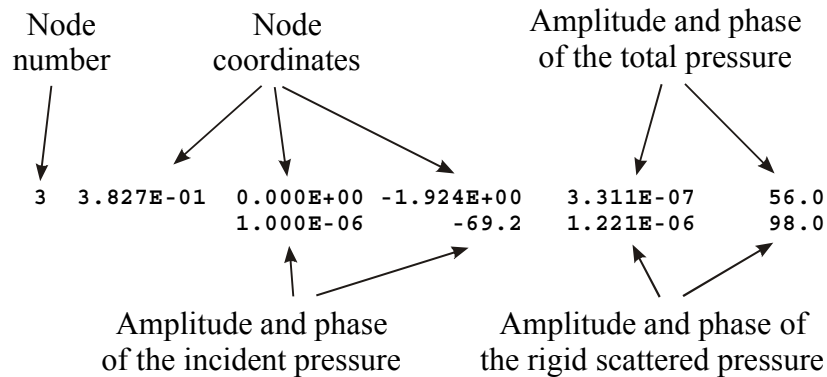 Node
number
Node
coordinates
Amplitude and phase
of the total pressure
3 3.827E-01 0.000E+00 -1.924E+00 3.311E-07 56.0
1.000E-06 -69.2 1.221E-06 98.0
Amplitude and phase
of the incident pressure
Amplitude and phase of
the rigid scattered pressure